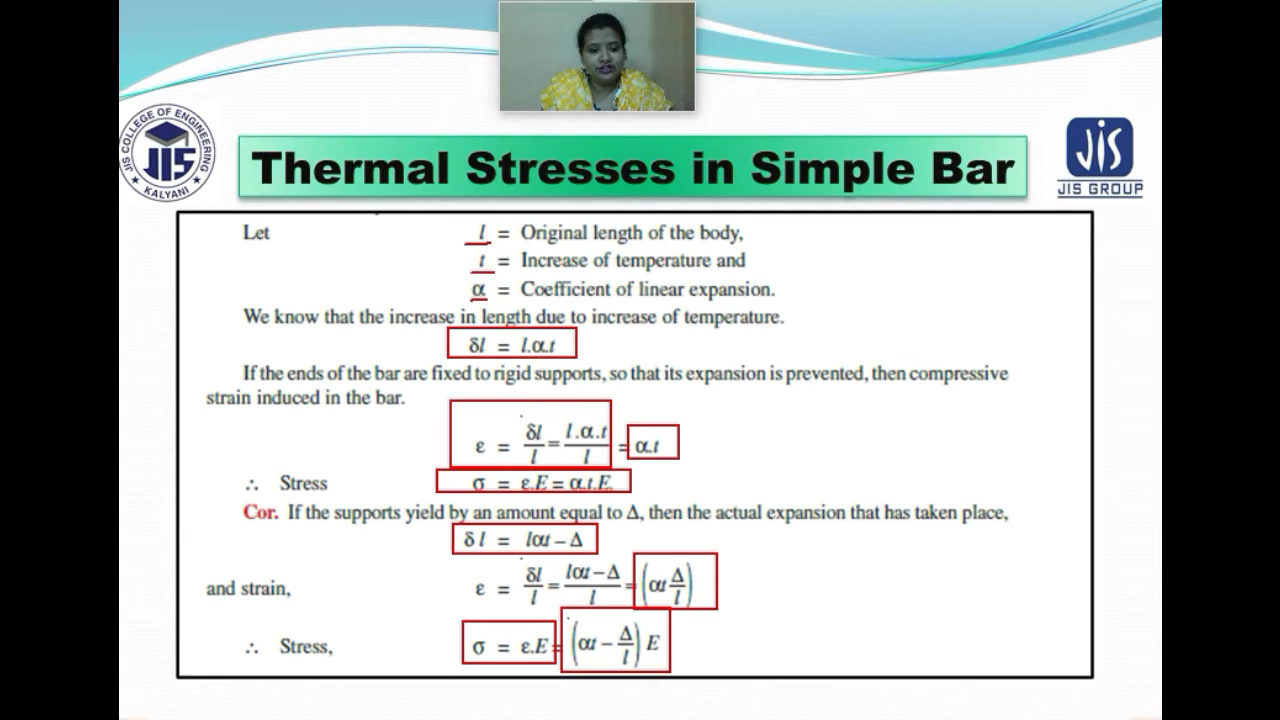 JIS COLLEGE OF ENGINEERING
JIS
KALYANI
Thermal Stresses in Simple Bar
JIS
JIS GROUP
Let l = Original length of the body,
t = Increase of temperature and
α = Coefficient of linear expansion.
We know that the increase in length due to increase of temperature.
δl = l.α.t
If the ends of the bar are fixed to rigid supports, so that its expansion is prevented, then compressive
strain induced in the bar.
ε = δl/l = l.α.t/l = α.t
∴ Stress σ = ε.E = α.t.E.
Cor. If the supports yield by an amount equal to Δ, then the actual expansion that has taken place,
δl = lαt – Δ
and strain, ε = δl/l = lαt – Δ/l = (αt Δ/l)
∴ Stress, σ = ε.E = (αt – Δ/l) E